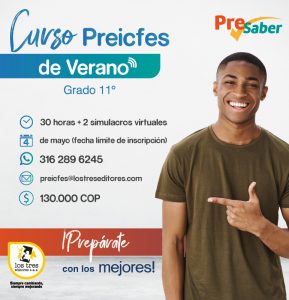 Curso Preicfes
de Verano
Grado 11°
PreSaber
30 horas + 2 simulacros virtuales
4
de mayo (fecha límite de inscripción)
316 289 6245
preicfes@lostreseditores.com
$ 130.000 COP
¡Prepárate
con los mejores!
los tres
editores s.a.s.
Siempre cambiando,
siempre mejorando